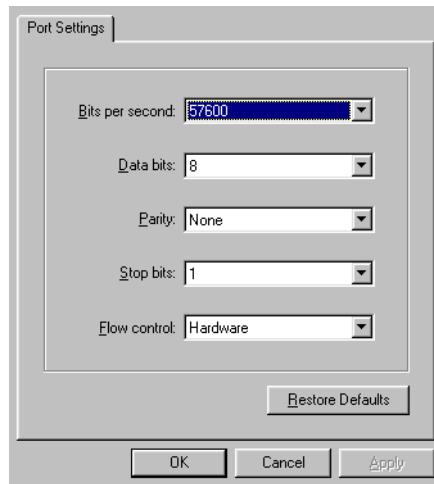 Port Settings
Bits per second: 57600
Data bits: 8
Parity: None
Stop bits: 1
Flow control: Hardware
Restore Defaults
OK Cancel Apply